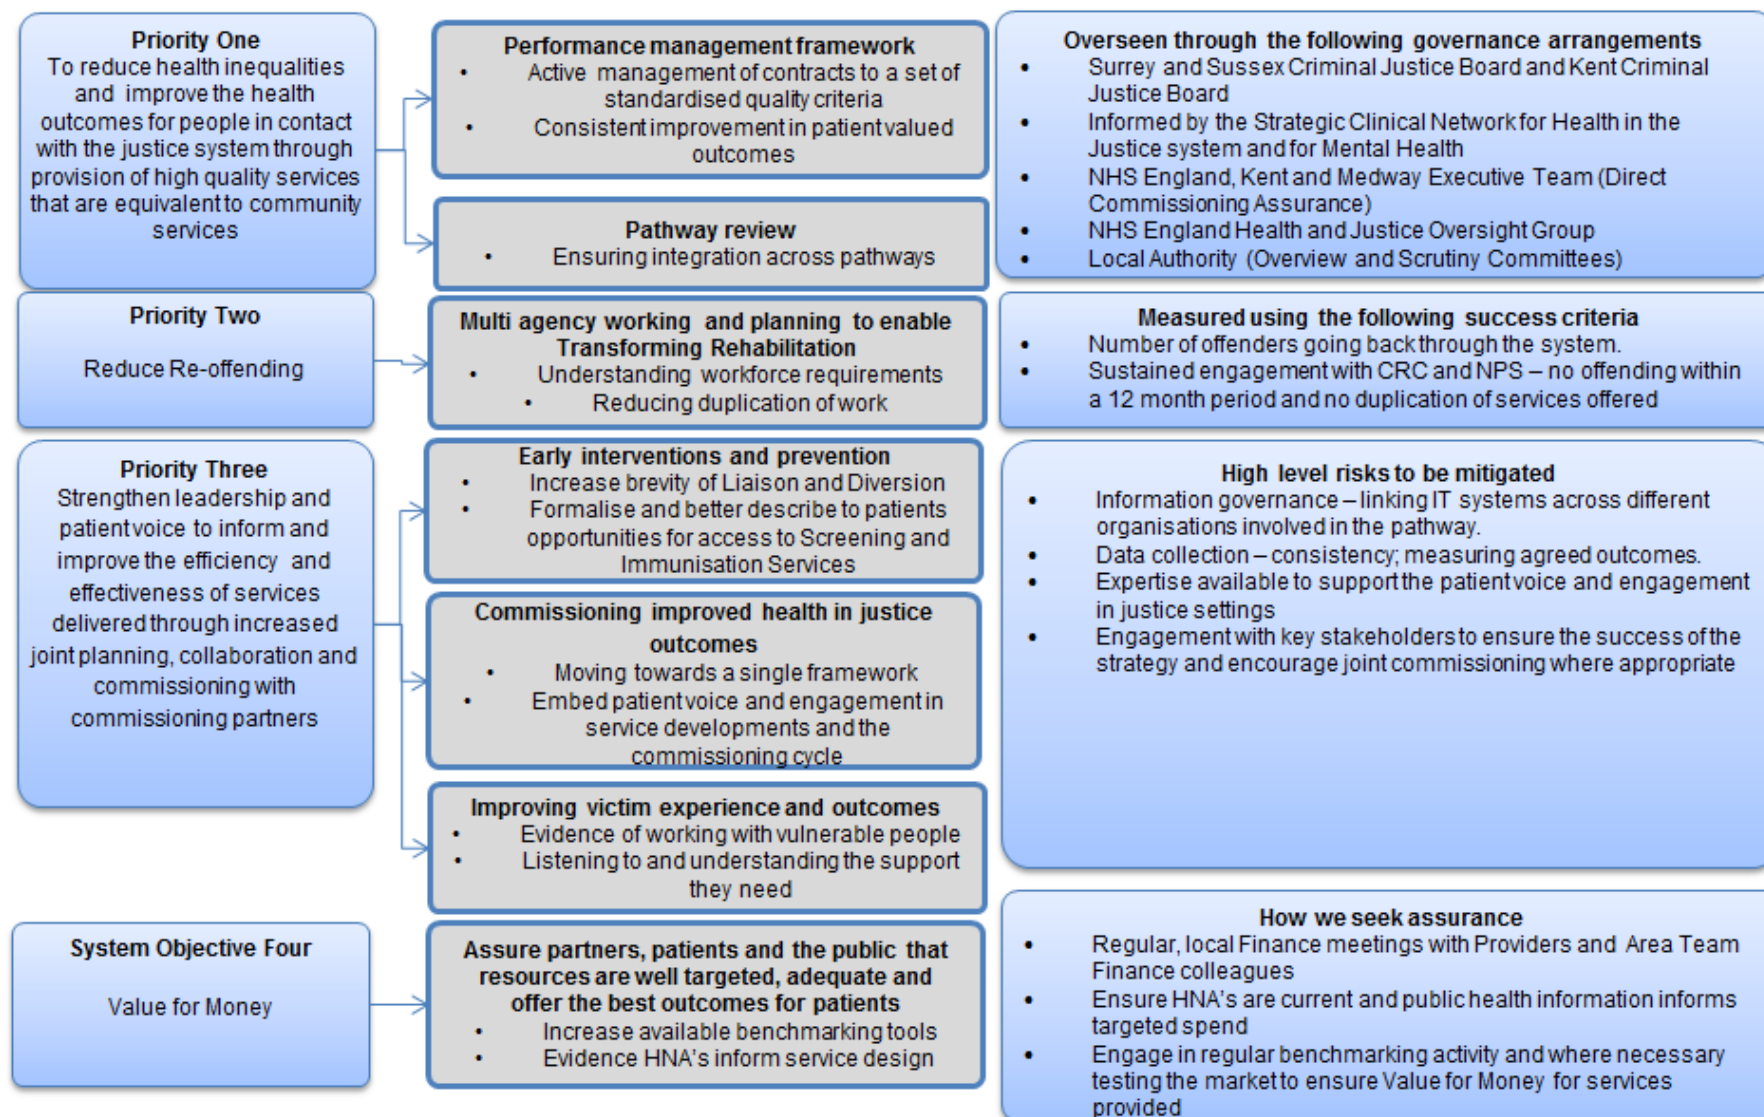 Priority One
To reduce health inequalities
and improve the health
outcomes for people in contact
with the justice system through
provision of high quality services
that are equivalent to community
services
Performance management framework
• Active management of contracts to a set of
standardised quality criteria
• Consistent improvement in patient valued
outcomes
Pathway review
• Ensuring integration across pathways
Overseen through the following governance arrangements
• Surrey and Sussex Criminal Justice Board and Kent Criminal
Justice Board
• Informed by the Strategic Clinical Network for Health in the
Justice system and for Mental Health
• NHS England, Kent and Medway Executive Team (Direct
Commissioning Assurance)
• NHS England Health and Justice Oversight Group
• Local Authority (Overview and Scrutiny Committees)
Priority Two
Reduce Re-offending
Multi agency working and planning to enable
Transforming Rehabilitation
• Understanding workforce requirements
• Reducing duplication of work
Measured using the following success criteria
• Number of offenders going back through the system.
• Sustained engagement with CRC and NPS – no offending within
a 12 month period and no duplication of services offered
Priority Three
Strengthen leadership and
patient voice to inform and
improve the efficiency and
effectiveness of services
delivered through increased
joint planning, collaboration and
commissioning with
commissioning partners
Early interventions and prevention
• Increase brevity of Liaison and Diversion
• Formalise and better describe to patients
opportunities for access to Screening and
Immunisation Services
Commissioning improved health in justice
outcomes
• Moving towards a single framework
• Embed patient voice and engagement in
service developments and the
commissioning cycle
Improving victim experience and outcomes
• Evidence of working with vulnerable people
• Listening to and understanding the support
they need
High level risks to be mitigated
• Information governance – linking IT systems across different
organisations involved in the pathway.
• Data collection – consistency; measuring agreed outcomes.
• Expertise available to support the patient voice and engagement
in justice settings
• Engagement with key stakeholders to ensure the success of the
strategy and encourage joint commissioning where appropriate
System Objective Four
Value for Money
Assure partners, patients and the public that
resources are well targeted, adequate and
offer the best outcomes for patients
• Increase available benchmarking tools
• Evidence HNA's inform service design
How we seek assurance
• Regular, local Finance meetings with Providers and Area Team
Finance colleagues
• Ensure HNA's are current and public health information informs
targeted spend
• Engage in regular benchmarking activity and where necessary
testing the market to ensure Value for Money for services
provided